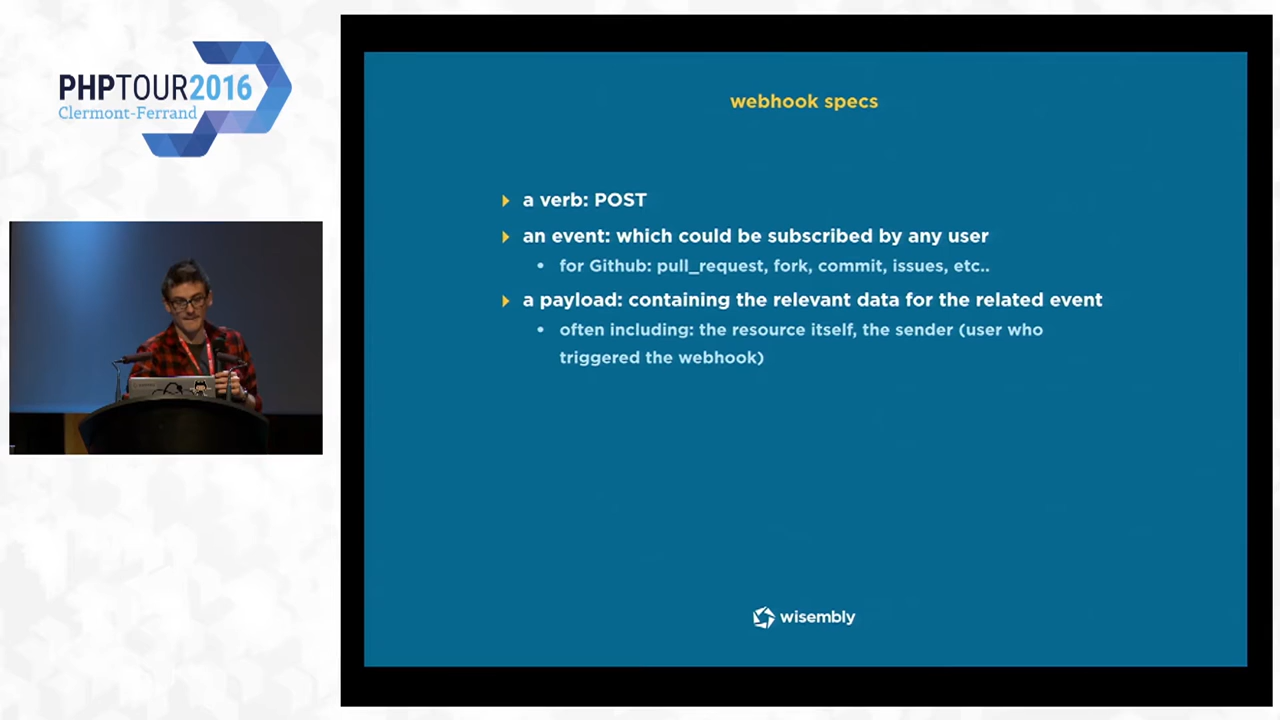 PHPTOUR2016
Clermont-Ferrand
webhook specs
a verb: POST
an event: which could be subscribed by any user
for Github: pull_request, fork, commit, issues, etc..
a payload: containing the relevant data for the related event
often including: the resource itself, the sender (user who
triggered the webhook)
wisembly